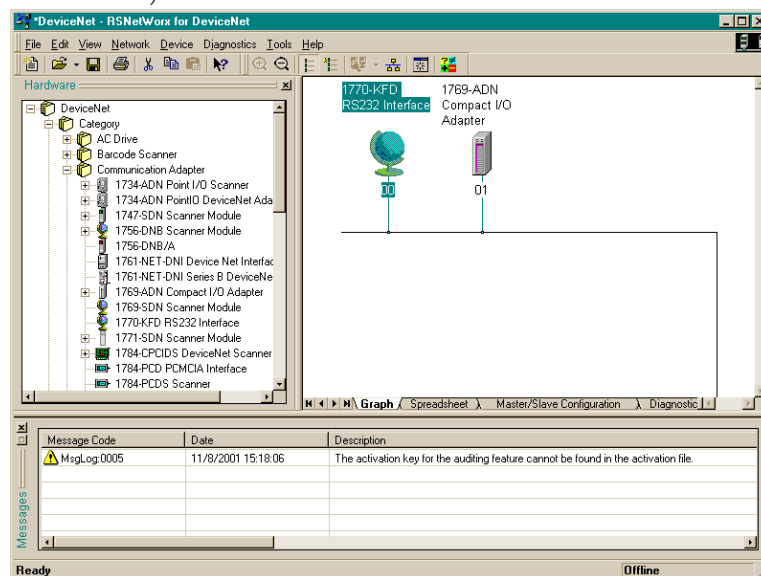 *DeviceNet - RSNetWorx for DeviceNet
File Edit View Network Device Diagnostics Tools Help
Hardware
DeviceNet
Category
AC Drive
Barcode Scanner
Communication Adapter
1734-ADN Point I/O Scanner
1734-ADN PointIO DeviceNet Ada
1747-SDN Scanner Module
1756-DNB Scanner Module
1756-DNB/A
1761-NET-DNI Device Net Interfac
1761-NET-DNI Series B DeviceNe
1769-ADN Compact I/O Adapter
1769-SDN Scanner Module
1770-KFD RS232 Interface
1771-SDN Scanner Module
1784-CPCIDS DeviceNet Scanner
1784-PCD PCMCIA Interface
1784-PCDS Scanner
1770-KFD
RS232 Interface
00
1769-ADN
Compact I/O
Adapter
01
Graph Spreadsheet Master/Slave Configuration Diagnostic
Messages
Message Code Date Description
MsgLog:0005 11/8/2001 15:18:06 The activation key for the auditing feature cannot be found in the activation file.
Ready Offline